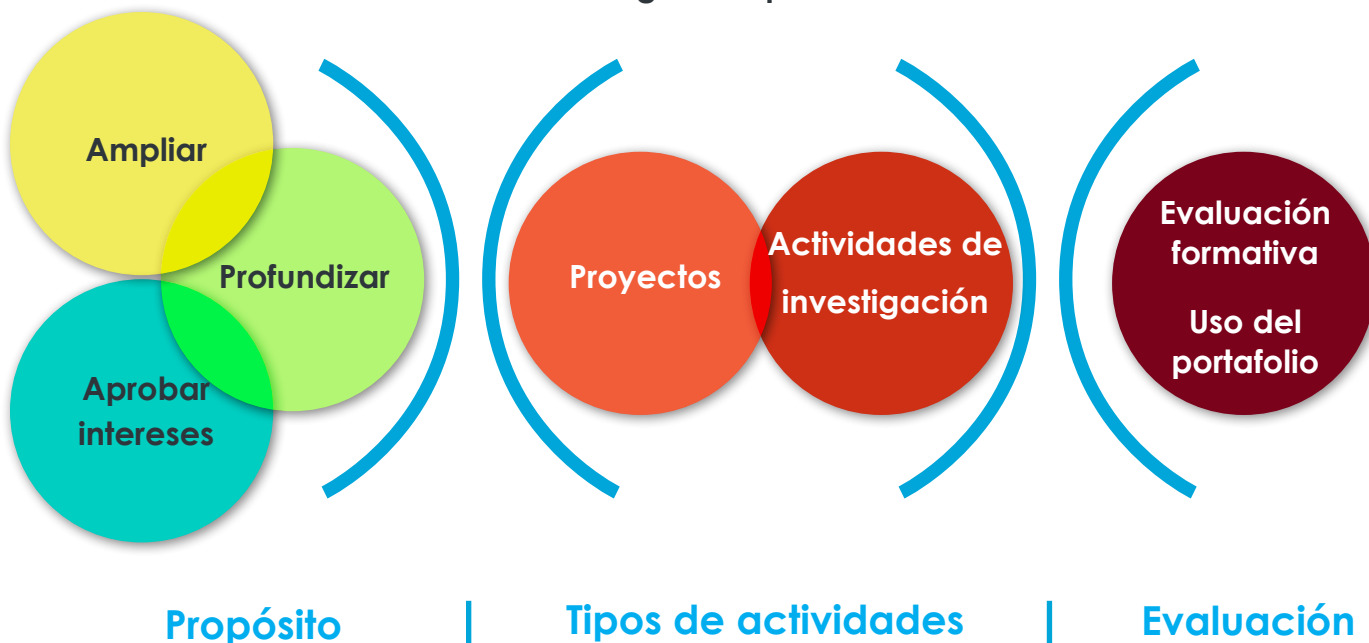 Ampliar
Profundizar
Aprobar
intereses
Proyectos
Actividades de
investigación
Evaluación
formativa
Uso del
portafolio
Propósito | Tipos de actividades | Evaluación